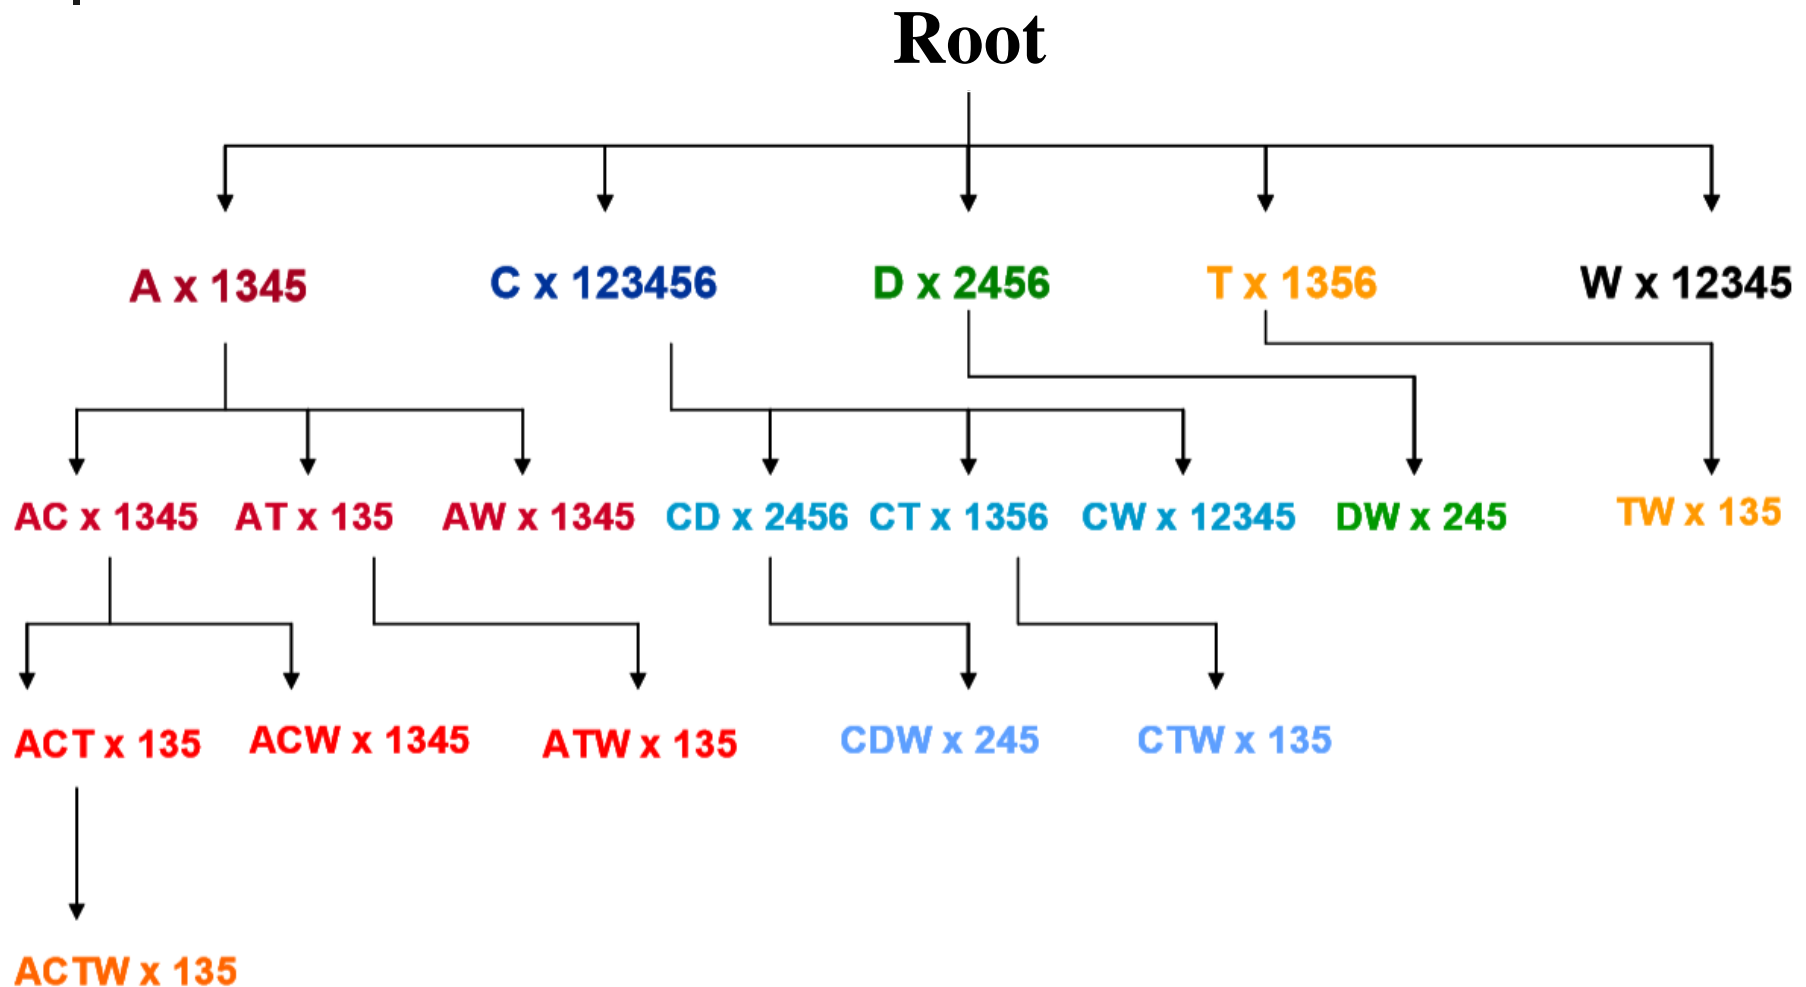 Root
A x 1345
C x 123456
D x 2456
T x 1356
W x 12345
AC x 1345
AT x 135
AW x 1345
CD x 2456
CT x 1356
CW x 12345
DW x 245
TW x 135
ACT x 135
ACW x 1345
ATW x 135
CDW x 245
CTW x 135
ACTW x 135